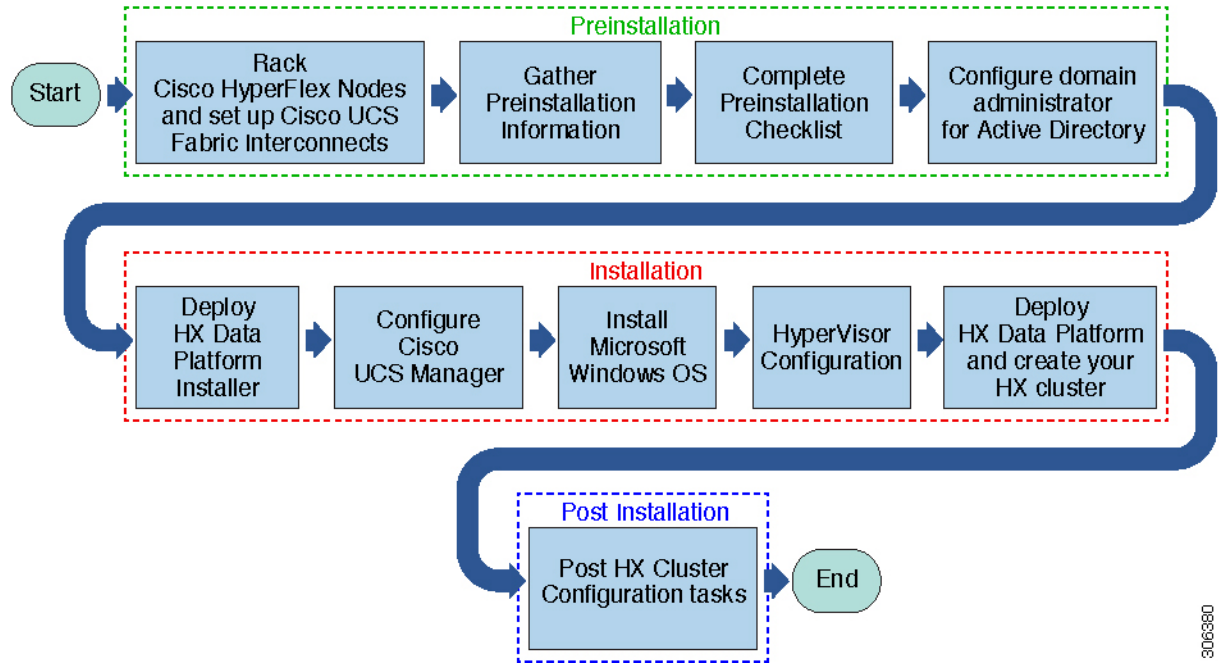 Preinstallation
Start
Rack
Cisco HyperFlex Nodes
and set up Cisco UCS
Fabric Interconnects
Gather
Preinstallation
Information
Complete
Preinstallation
Checklist
Configure domain
administrator
for Active Directory
Installation
Deploy
HX Data
Platform
Installer
Configure
Cisco
UCS Manager
Install
Microsoft
Windows OS
HyperVisor
Configuration
Deploy
HX Data Platform
and create your
HX cluster
Post Installation
Post HX Cluster
Configuration tasks
End
306380